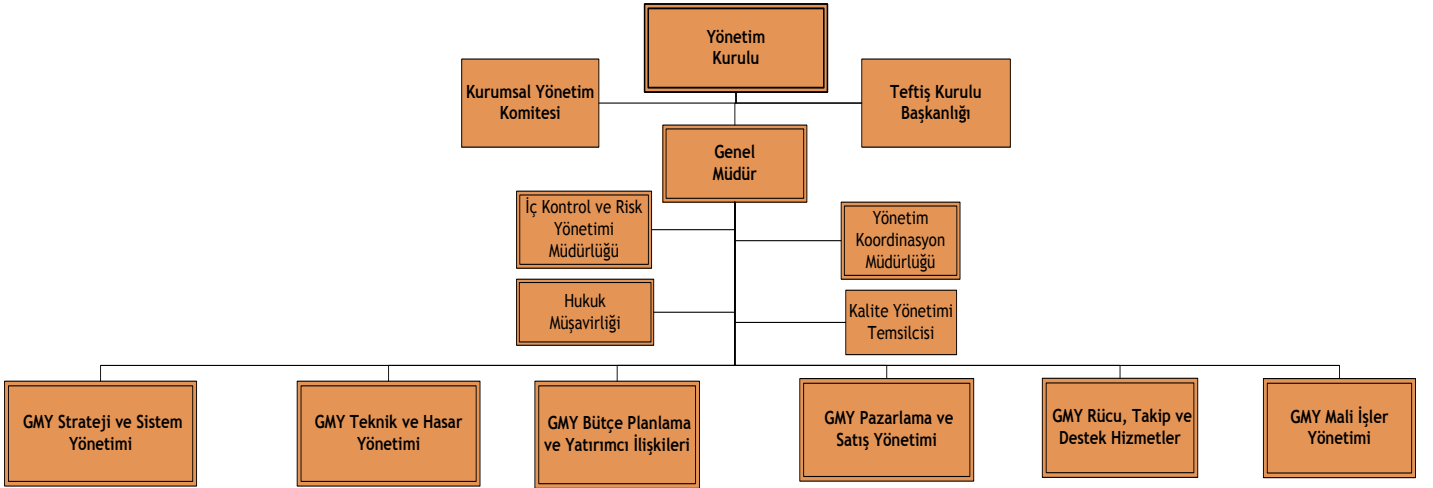 Yönetim
Kurulu
Kurumsal Yönetim
Komitesi
Teftiş Kurulu
Başkanlığı
Genel
Müdür
İç Kontrol ve Risk
Yönetimi
Müdürlüğü
Yönetim
Koordinasyon
Müdürlüğü
Hukuk
Müşavirliği
Kalite Yönetimi
Temsilcisi
GMY Strateji ve Sistem
Yönetimi
GMY Teknik ve Hasar
Yönetimi
GMY Bütçe Planlama
ve Yatırımcı İlişkileri
GMY Pazarlama ve
Satış Yönetimi
GMY Rücu, Takip ve
Destek Hizmetler
GMY Mali İşler
Yönetimi